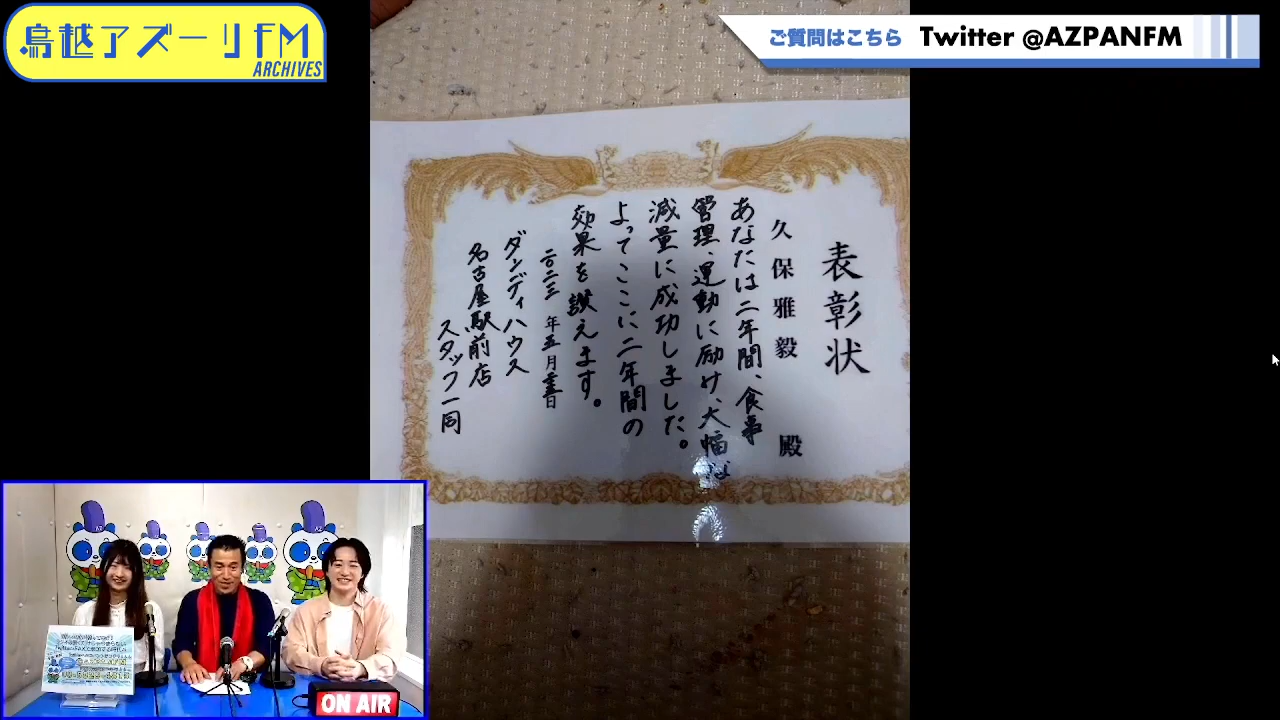 鳥越アズーリFM
ARCHIVES
ご質問はこちら Twitter @AZPANFM
表彰状
久保雅毅 殿
あなたは二年間、食事
管理、運動に励け、大幅な
減量に成功しました。
よってここに二年間の
効果を讃えます。
二〇二三年五月
ダンディハウス
名古屋駅前店
スタッフ一同
ON AIR